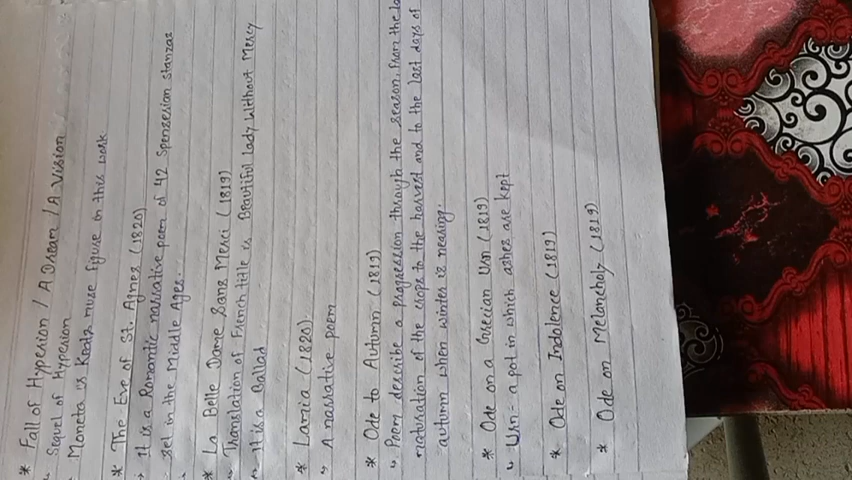 * Fall of Hyperion / A Dream / A Vision
Sequel of Hyperion
Moneta is Keats muse figure in this work
* The Eve of St. Agnes (1820)
It is a Romantic narrative poem of 42 Spenserian stanzas
set in the Middle Ages.
* La Belle Dame Sans Merci (1819)
Translation of French title is Beautiful Lady Without Mercy
It is a Ballad
* Lamia (1820)
A narrative poem
* Ode to Autumn (1819)
Poem describe a progression through the season, from the
maturation of the crops to the harvest and to the last days of
autumn when winter is nearing.
* Ode on a Grecian Urn (1819)
Urn = a pot in which ashes are kept
* Ode on Indolence (1819)
* Ode on Melancholy (1819)